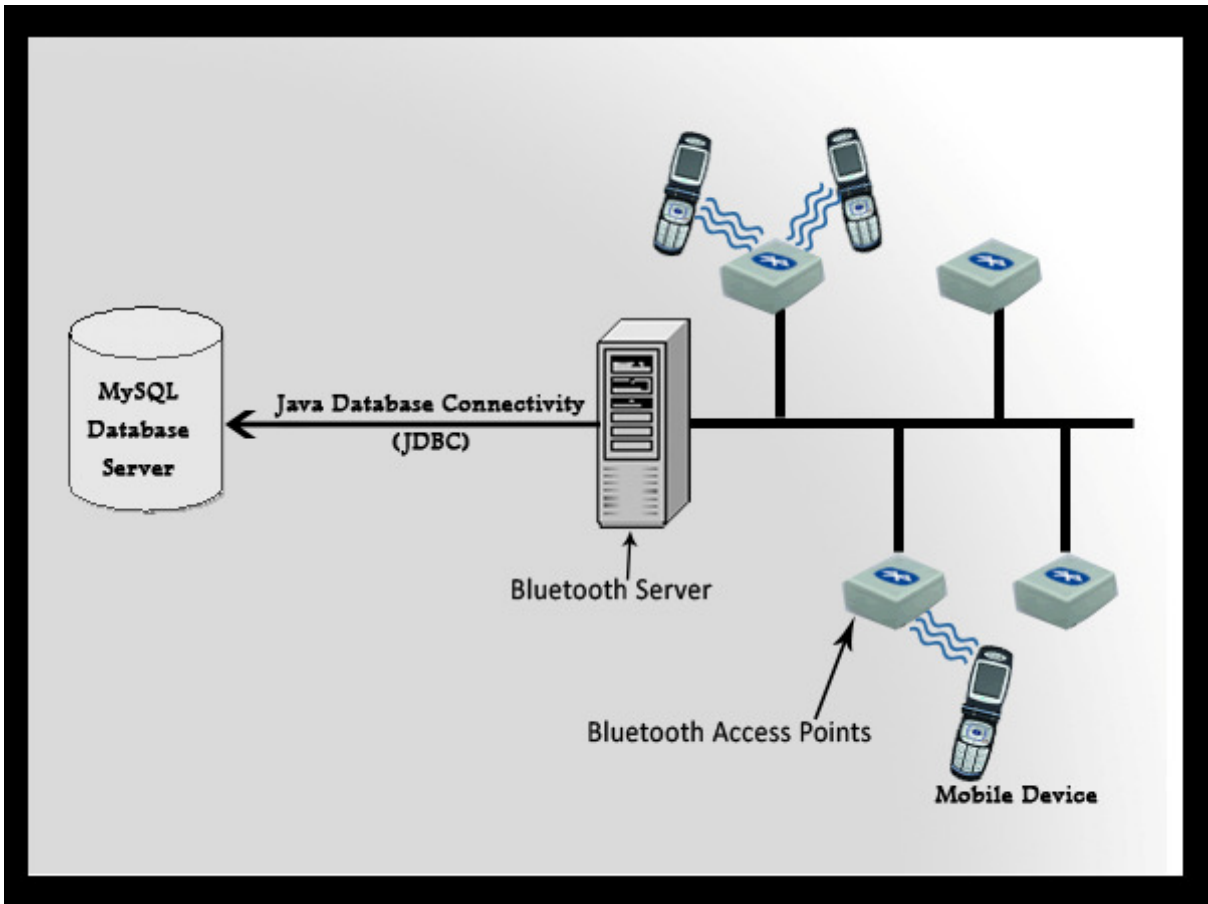 MySQL
Database
Server
Java Database Connectivity
(JDBC)
Bluetooth Server
Bluetooth Access Points
Mobile Device